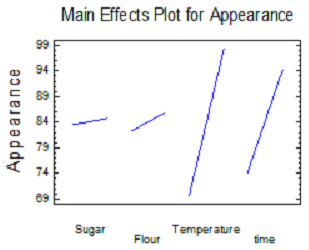 Main Effects Plot for Appearance
99
94
89
84
79
74
69
Appearance
Sugar
Flour
Temperature
time